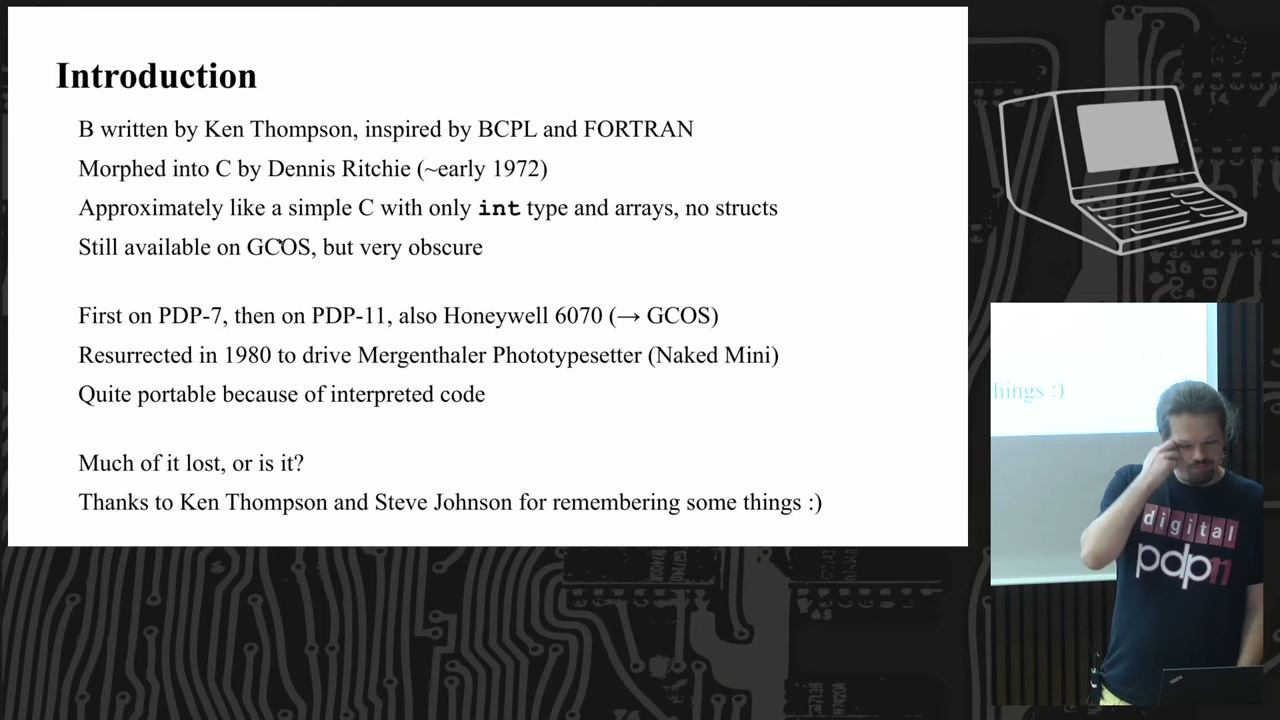 Introduction
B written by Ken Thompson, inspired by BCPL and FORTRAN
Morphed into C by Dennis Ritchie (~early 1972)
Approximately like a simple C with only int type and arrays, no structs
Still available on GCOS, but very obscure
First on PDP-7, then on PDP-11, also Honeywell 6070 (→ GCOS)
Resurrected in 1980 to drive Mergenthaler Phototypesetter (Naked Mini)
Quite portable because of interpreted code
Much of it lost, or is it?
Thanks to Ken Thompson and Steve Johnson for remembering some things :)
hings :)
digital
pdp11
36